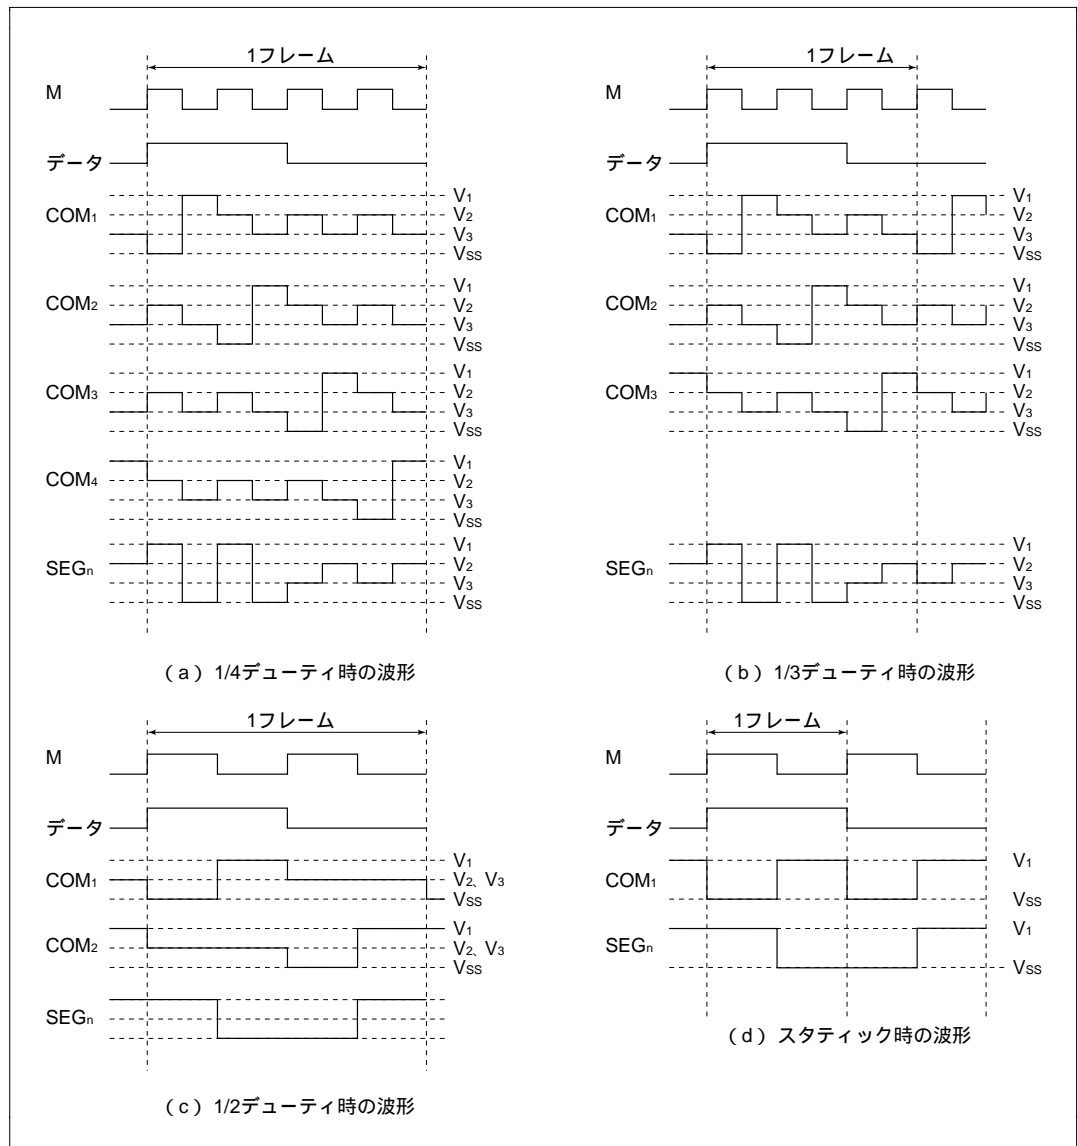 1フレーム
M
データ
COM1
V1
V2
V3
VSS
COM2
V1
V2
V3
VSS
COM3
V1
V2
V3
VSS
COM4
V1
V2
V3
VSS
SEGn
V1
V2
V3
VSS
(a) 1/4デューティ時の波形
1フレーム
M
データ
COM1
V1
V2
V3
VSS
COM2
V1
V2
V3
VSS
COM3
V1
V2
V3
VSS
SEGn
V1
V2
V3
VSS
(b) 1/3デューティ時の波形
1フレーム
M
データ
COM1
V1
V2、V3
VSS
COM2
V1
V2、V3
VSS
SEGn
(c) 1/2デューティ時の波形
1フレーム
M
データ
COM1
V1
VSS
SEGn
V1
VSS
(d) スタティック時の波形